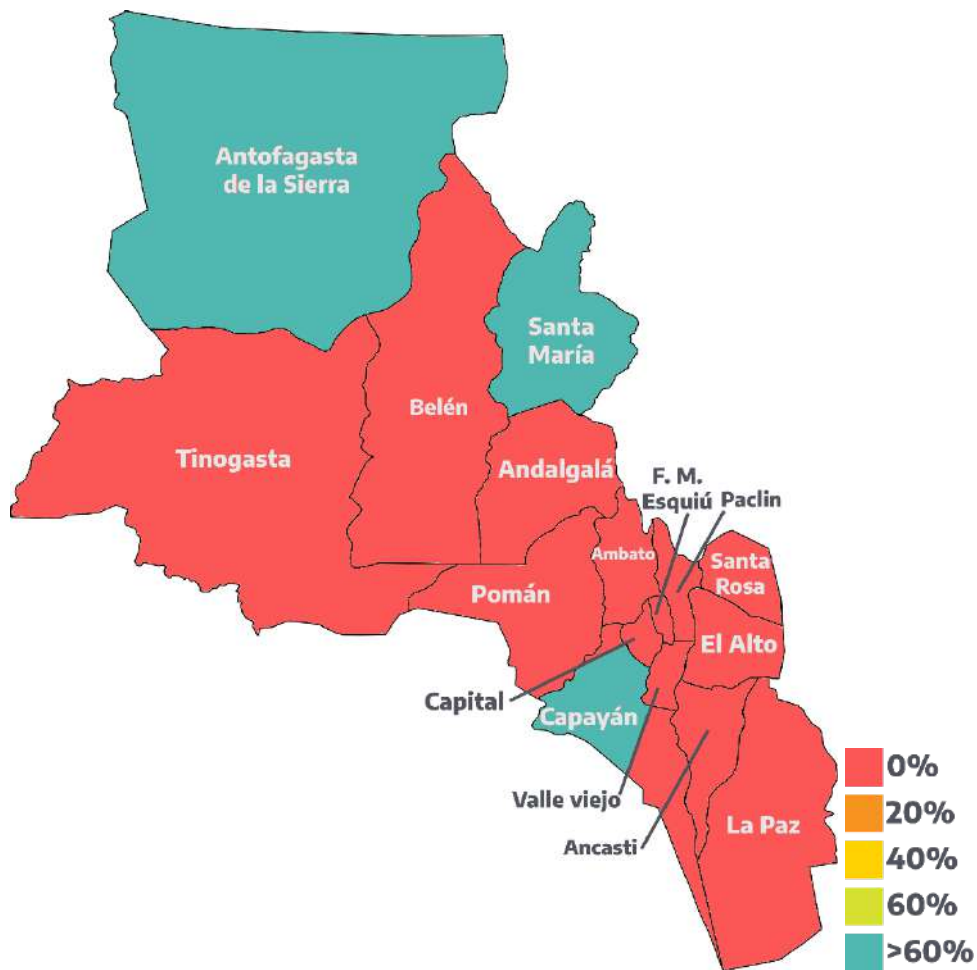 Antofagasta
de la Sierra
Santa
María
Belén
Tinogasta
Andalgalá
F. M.
Esquiú
Paclin
Ambato
Santa
Rosa
Pomán
El Alto
Capital
Capayán
Valle viejo
Ancasti
La Paz
0%
20%
40%
60%
>60%